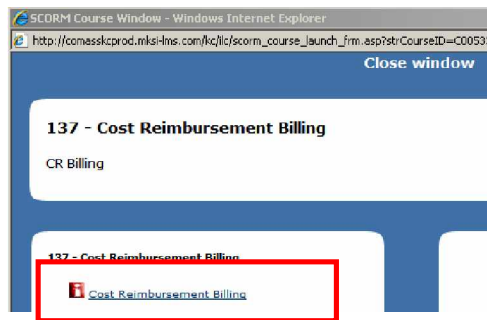 SCORM Course Window - Windows Internet Explorer
http://comasskcprod.mksi-lms.com/kc/ilc/scorm_course_launch_frm.asp?strCourseID=C0053
Close window
137 - Cost Reimbursement Billing
CR Billing
137 - Cost Reimbursement Billing
Cost Reimbursement Billing